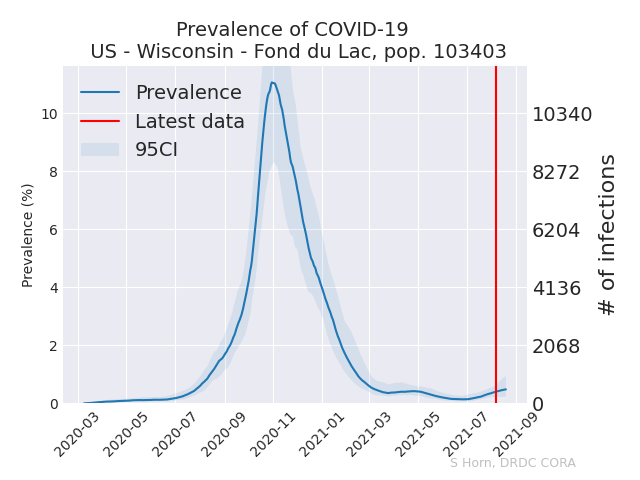 Prevalence of COVID-19
US - Wisconsin - Fond du Lac, pop. 103403
Prevalence
Latest data
95CI
Prevalence (%)
10
8
6
4
2
0
10340
8272
6204
4136
2068
0
# of infections
2020-03
2020-05
2020-07
2020-09
2020-11
2021-01
2021-03
2021-05
2021-07
2021-09
S Horn, DRDC CORA